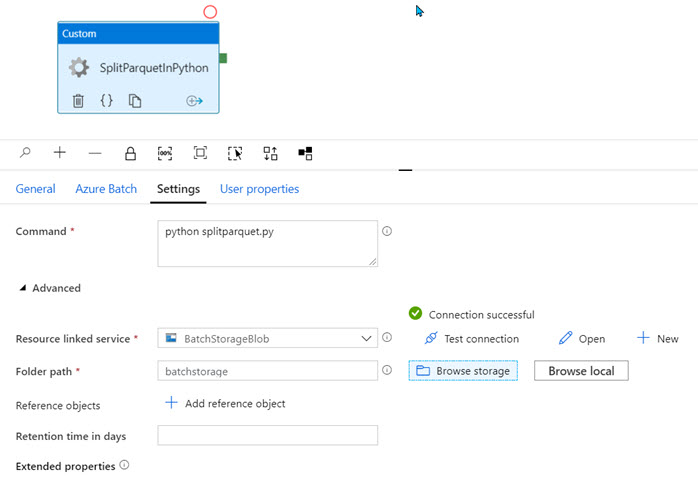 Custom
SplitParquetInPython
{}
100%
General Azure Batch Settings User properties
Command * python splitparquet.py
Advanced
Connection successful
Resource linked service * BatchStorageBlob Test connection Open New
Folder path * batchstorage Browse storage Browse local
Reference objects Add reference object
Retention time in days
Extended properties